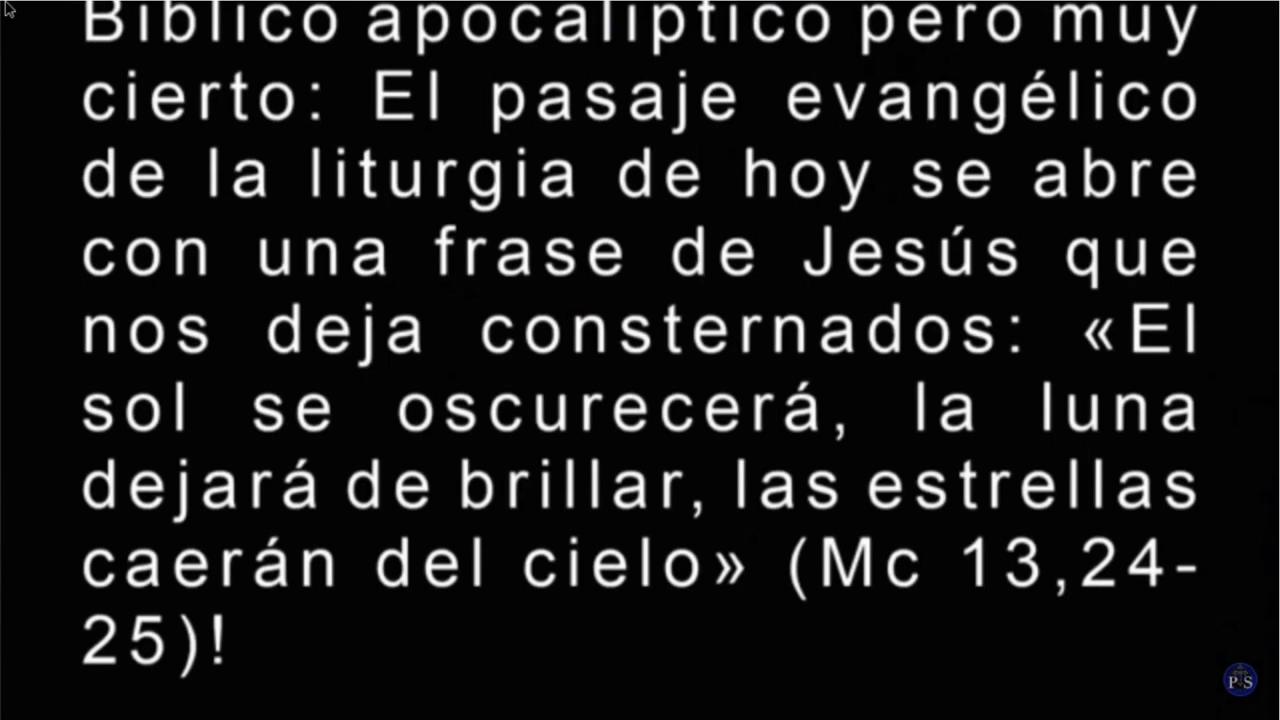 Bíblico apocalíptico pero muy
cierto: El pasaje evangélico
de la liturgia de hoy se abre
con una frase de Jesús que
nos deja consternados: «El
sol se oscurecerá, la luna
dejará de brillar, las estrellas
caerán del cielo» (Mc 13,24-
25)!
PS